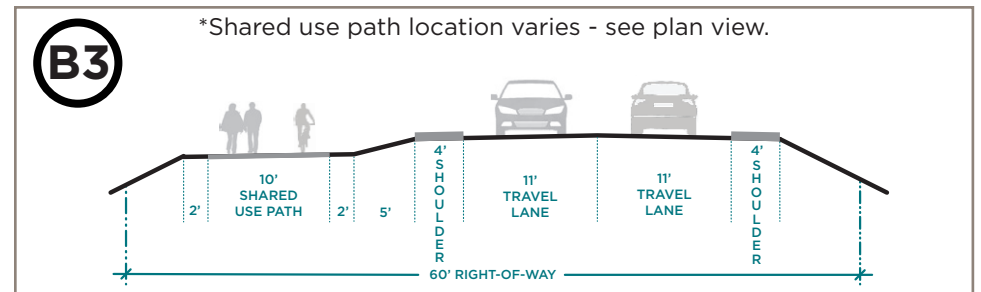 *Shared use path location varies - see plan view.
B3
2'
10'
SHARED
USE PATH
2'
5'
4'
SHOULDER
11'
TRAVEL
LANE
11'
TRAVEL
LANE
4'
SHOULDER
60' RIGHT-OF-WAY